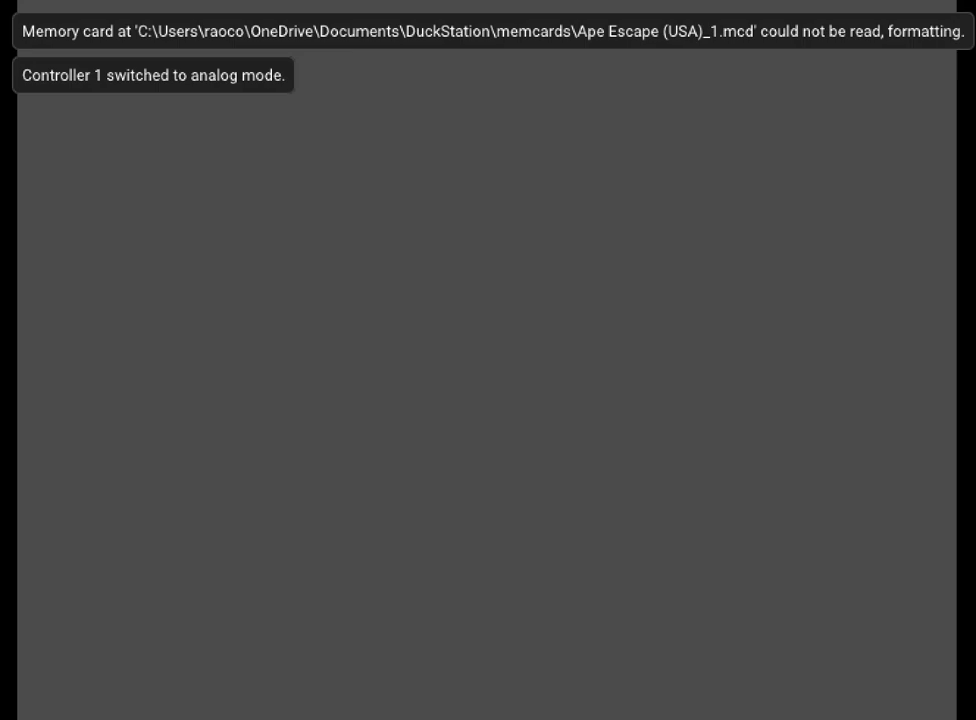 Memory card at 'C:\Users\raoco\OneDrive\Documents\DuckStation\memcards\Ape Escape (USA)_1.mcd' could not be read, formatting.
Controller 1 switched to analog mode.